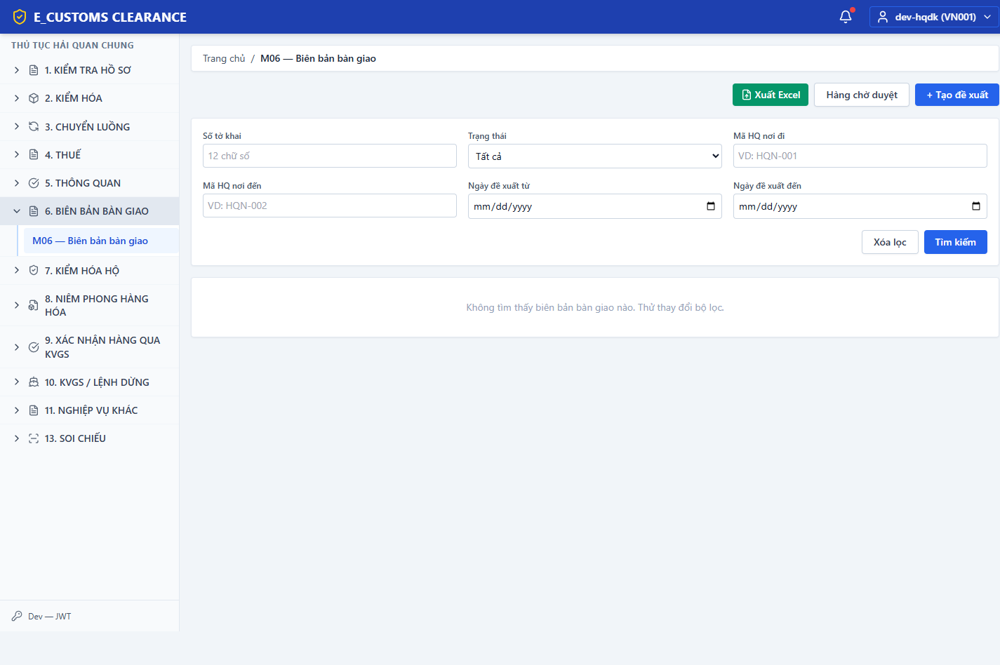 E_CUSTOMS CLEARANCE
dev-hqdk (VN001)
THỦ TỤC HẢI QUAN CHUNG
1. KIỂM TRA HỒ SƠ
2. KIỂM HÓA
3. CHUYỂN LUỒNG
4. THUẾ
5. THÔNG QUAN
6. BIÊN BẢN BÀN GIAO
M06 — Biên bản bàn giao
7. KIỂM HÓA HỘ
8. NIÊM PHONG HÀNG
HÓA
9. XÁC NHẬN HÀNG QUA
KVGS
10. KVGS / LỆNH DỪNG
11. NGHIỆP VỤ KHÁC
13. SOI CHIẾU
Dev — JWT
Trang chủ / M06 — Biên bản bàn giao
Xuất Excel
Hàng chờ duyệt
+ Tạo đề xuất
Số tờ khai
12 chữ số
Trạng thái
Tất cả
Mã HQ nơi đi
VD: HQN-001
Mã HQ nơi đến
VD: HQN-002
Ngày đề xuất từ
mm/dd/yyyy
Ngày đề xuất đến
mm/dd/yyyy
Xóa lọc
Tìm kiếm
Không tìm thấy biên bản bàn giao nào. Thử thay đổi bộ lọc.